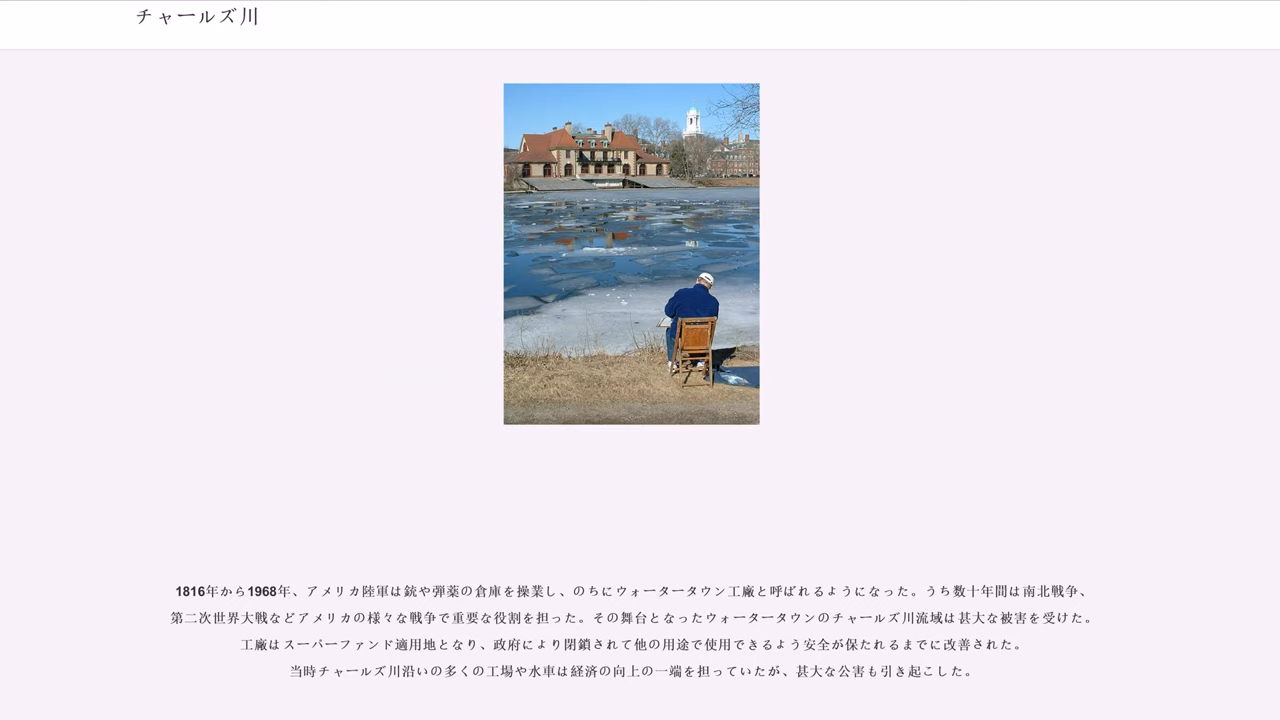 チャールズ川
1816年から1968年、アメリカ陸軍は銃や弾薬の倉庫を操業し、のちにウォータータウン工廠と呼ばれるようになった。うち数十年間は南北戦争、
第二次世界大戦などアメリカの様々な戦争で重要な役割を担った。その舞台となったウォータータウンのチャールズ川流域は甚大な被害を受けた。
工廠はスーパーファンド適用地となり、政府により閉鎖されて他の用途で使用できるよう安全が保たれるまでに改善された。
当時チャールズ川沿いの多くの工場や水車は経済の向上の一端を担っていたが、甚大な公害も引き起こした。